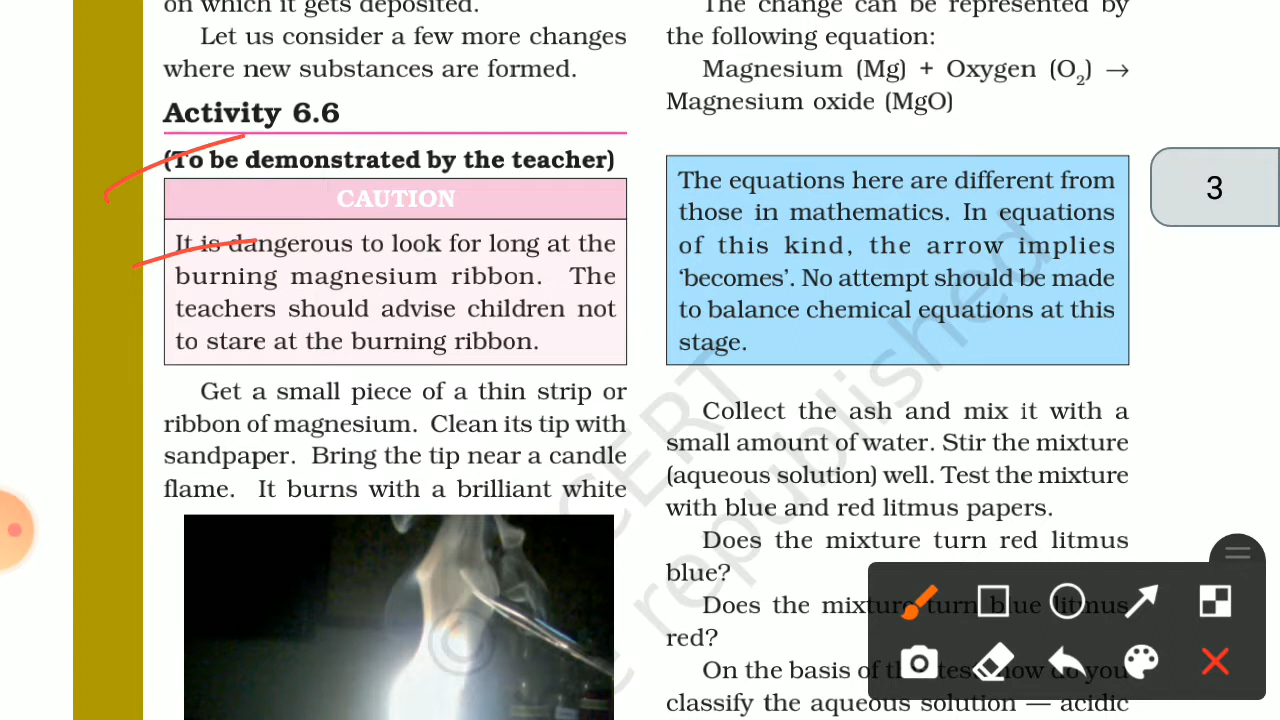 on which it gets deposited.
Let us consider a few more changes
where new substances are formed.
Activity 6.6
(To be demonstrated by the teacher)
CAUTION
It is dangerous to look for long at the
burning magnesium ribbon. The
teachers should advise children not
to stare at the burning ribbon.
Get a small piece of a thin strip or
ribbon of magnesium. Clean its tip with
sandpaper. Bring the tip near a candle
flame. It burns with a brilliant white
The change can be represented by
the following equation:
Magnesium (Mg) + Oxygen (O₂) →
Magnesium oxide (MgO)
The equations here are different from
those in mathematics. In equations
of this kind, the arrow implies
‘becomes’. No attempt should be made
to balance chemical equations at this
stage.
Collect the ash and mix it with a
small amount of water. Stir the mixture
(aqueous solution) well. Test the mixture
with blue and red litmus papers.
Does the mixture turn red litmus
blue?
Does the mixture turn blue litmus
red?
On the basis of
how do you
classify the aqueous solution — acidic
3
©
republished